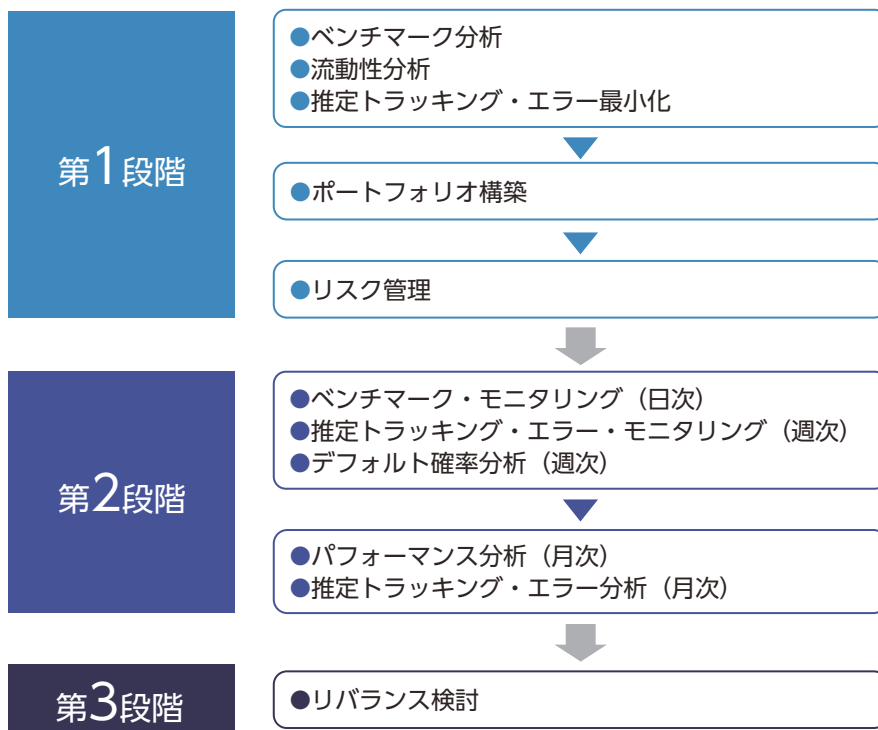 第1段階
●ベンチマーク分析
●流動性分析
●推定トラッキング・エラー最小化
●ポートフォリオ構築
●リスク管理
第2段階
●ベンチマーク・モニタリング（日次）
●推定トラッキング・エラー・モニタリング（週次）
●デフォルト確率分析（週次）
●パフォーマンス分析（月次）
●推定トラッキング・エラー分析（月次）
第3段階
●リバランス検討